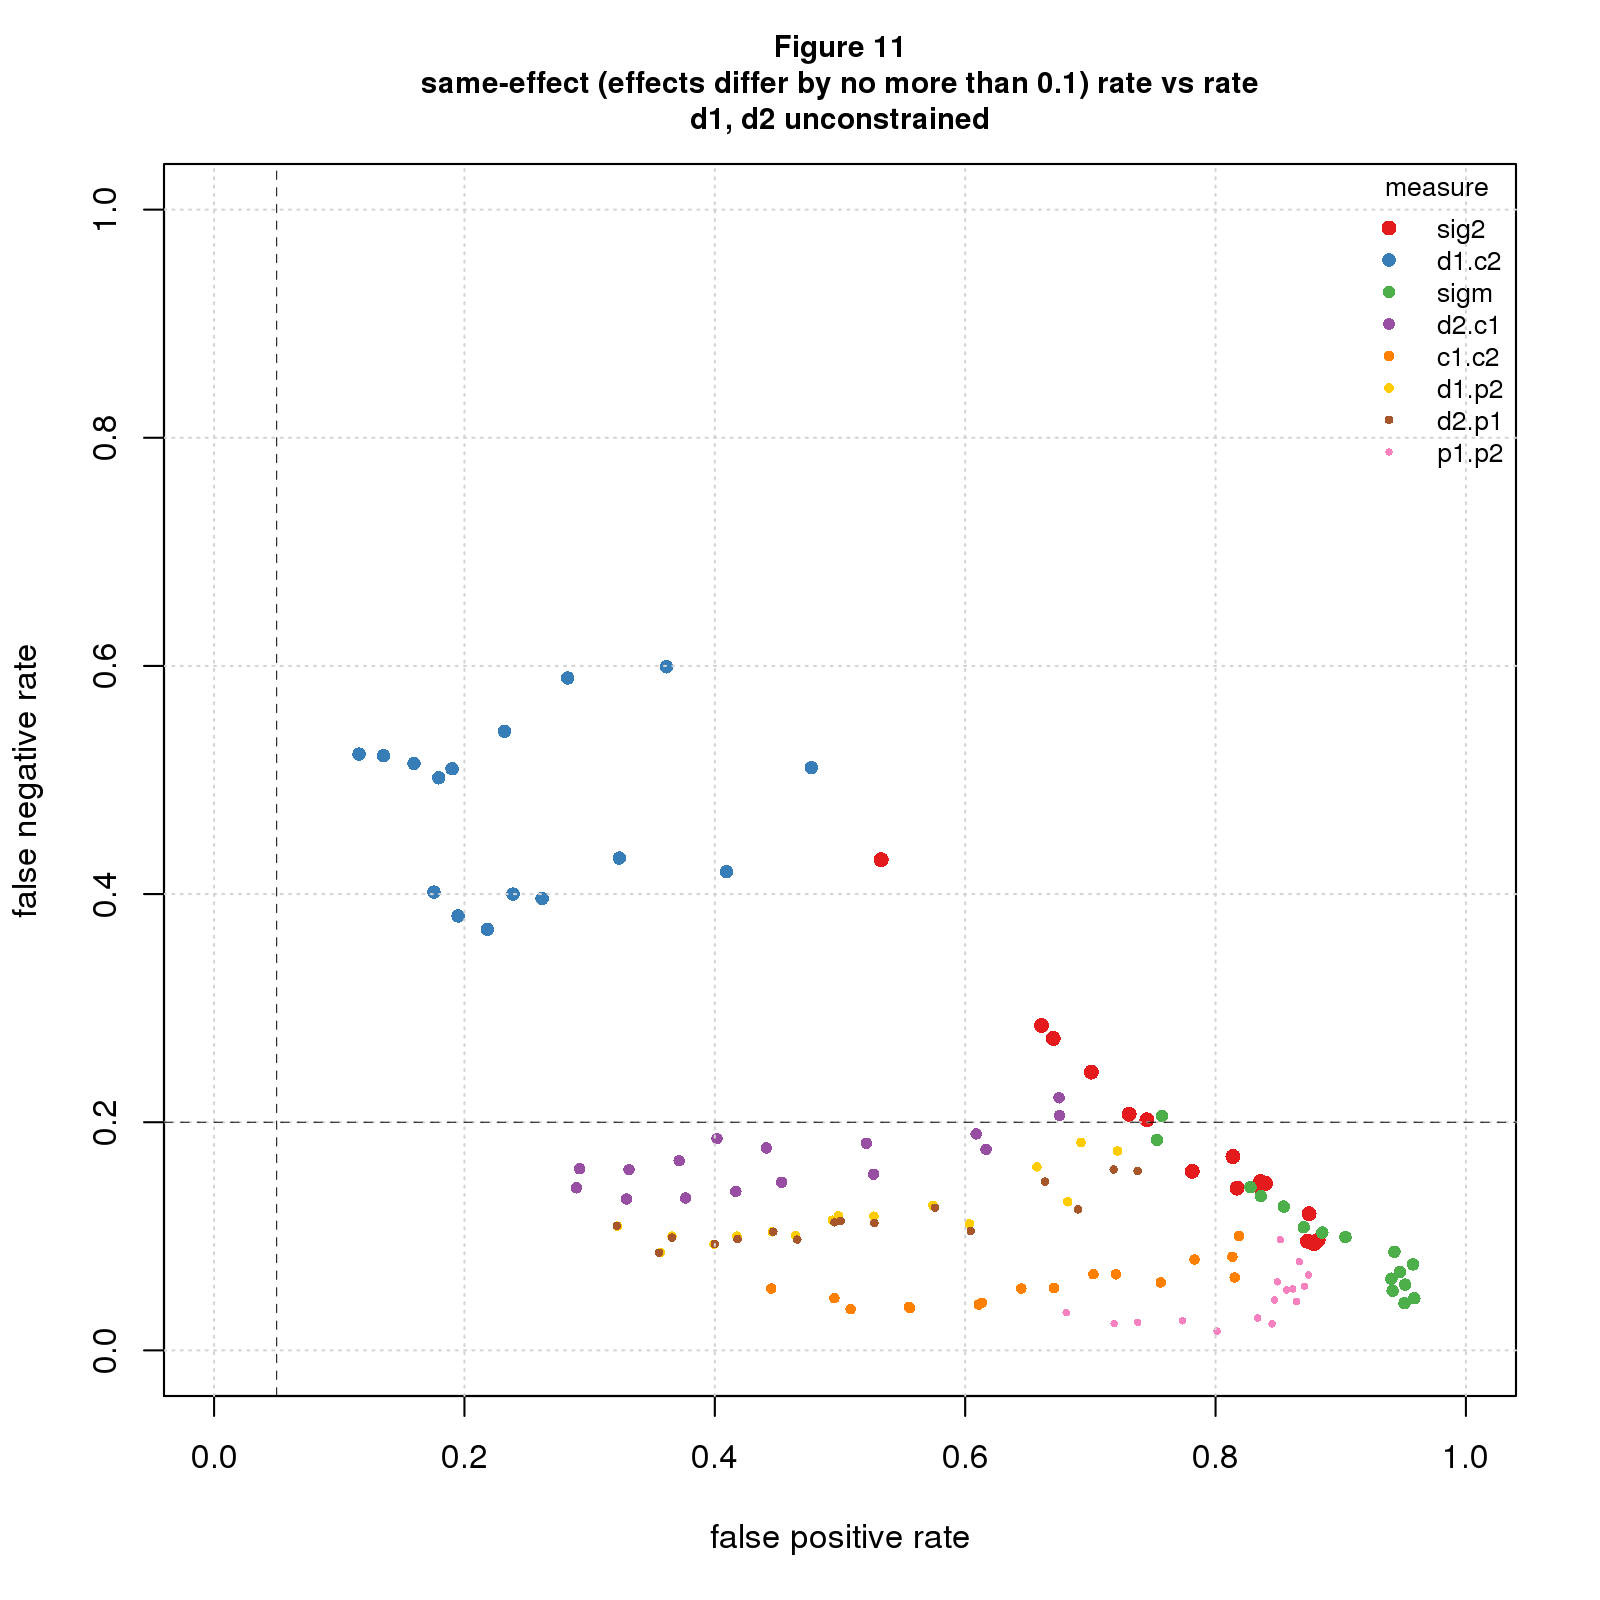 Figure 11
same-effect (effects differ by no more than 0.1) rate vs rate
d1, d2 unconstrained
measure
sig2
d1.c2
sigm
d2.c1
c1.c2
d1.p2
d2.p1
p1.p2
false negative rate
1.0
0.8
0.6
0.4
0.2
0.0
0.0 0.2 0.4 0.6 0.8 1.0
false positive rate